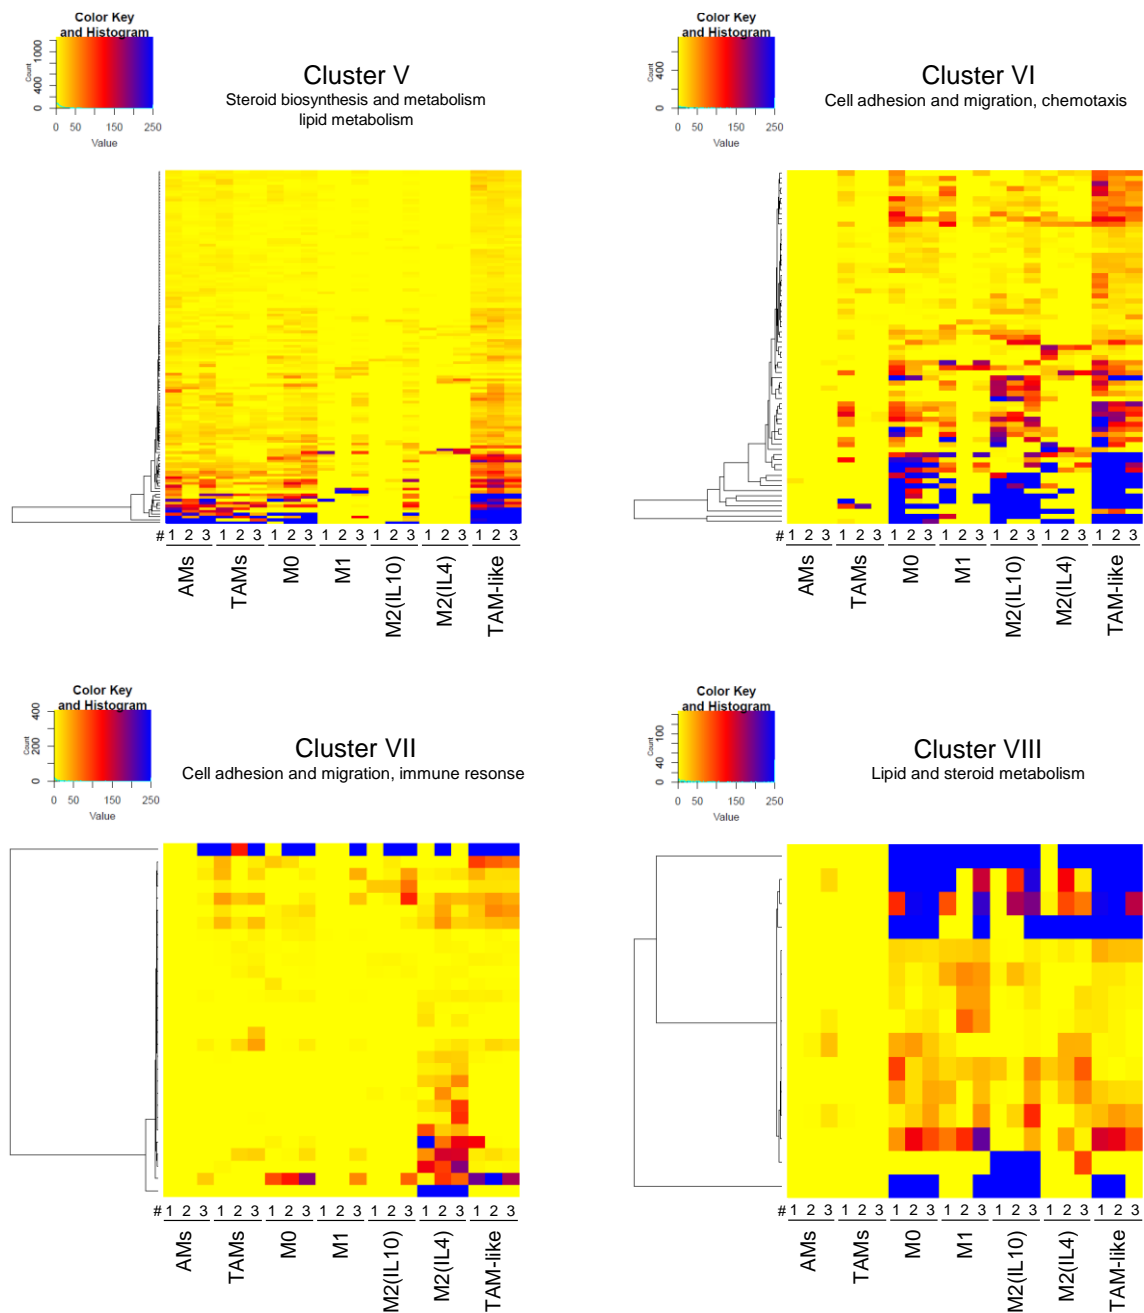 Color Key
and Histogram
Count
0 400 1000
0 50 150 250
Value
Cluster V
Steroid biosynthesis and metabolism
lipid metabolism
# 1 2 3 1 2 3 1 2 3 1 2 3 1 2 3 1 2 3 1 2 3
AMs TAMs M0 M1 M2(IL10) M2(IL4) TAM-like
Color Key
and Histogram
Count
0 400
0 50 150 250
Value
Cluster VI
Cell adhesion and migration, chemotaxis
# 1 2 3 1 2 3 1 2 3 1 2 3 1 2 3 1 2 3 1 2 3
AMs TAMs M0 M1 M2(IL10) M2(IL4) TAM-like
Color Key
and Histogram
Count
0 200 400
0 50 150 250
Value
Cluster VII
Cell adhesion and migration, immune resonse
# 1 2 3 1 2 3 1 2 3 1 2 3 1 2 3 1 2 3 1 2 3
AMs TAMs M0 M1 M2(IL10) M2(IL4) TAM-like
Color Key
and Histogram
Count
0 40 100
0 50 150 250
Value
Cluster VIII
Lipid and steroid metabolism
# 1 2 3 1 2 3 1 2 3 1 2 3 1 2 3 1 2 3 1 2 3
AMs TAMs M0 M1 M2(IL10) M2(IL4) TAM-like